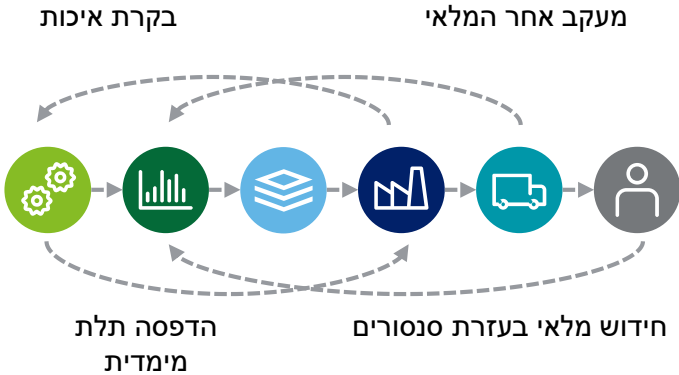 מעקב אחר המלאי
בקרת איכות
חידוש מלאי בעזרת סנסורים
הדפסה תלת
מימדית